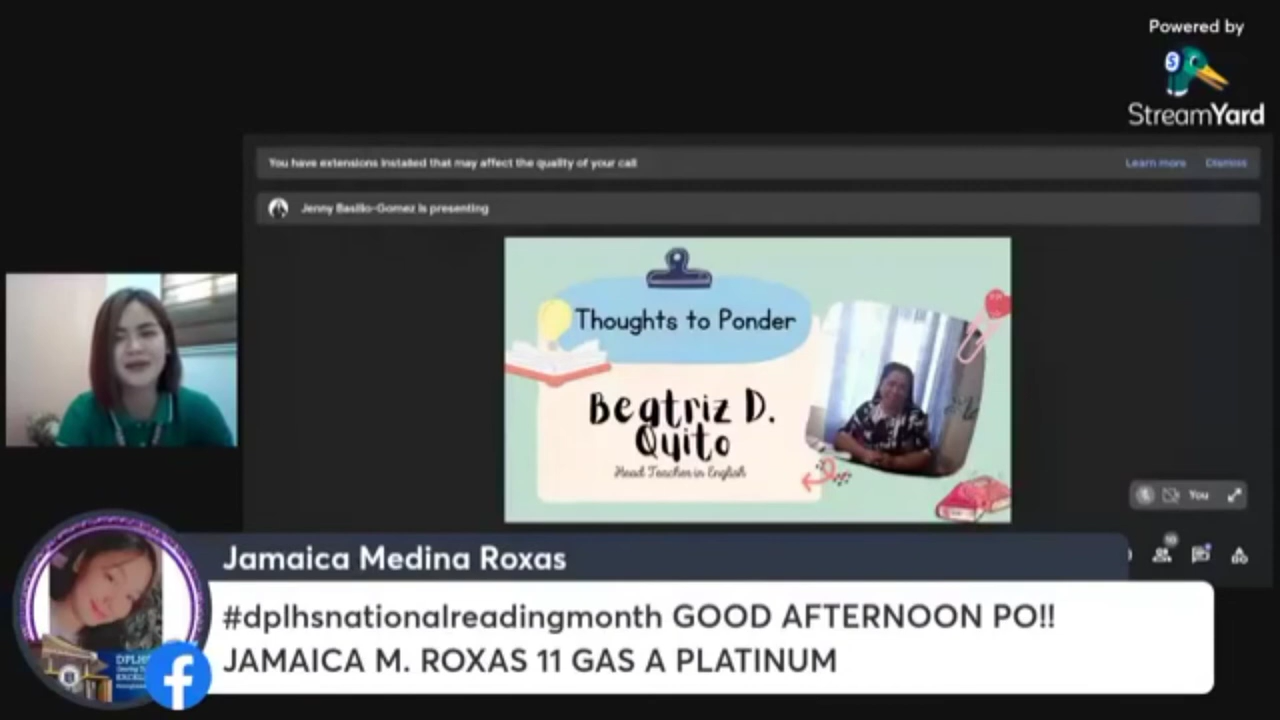 Powered by
StreamYard
You have extensions installed that may affect the quality of your call
Learn more
Dismiss
Jenny Basilio-Gomez is presenting
Thoughts to Ponder
Beatriz D.
Quito
Head Teacher in English
You
Jamaica Medina Roxas
#dplhsnationalreadingmonth GOOD AFTERNOON PO!!
JAMAICA M. ROXAS 11 GAS A PLATINUM